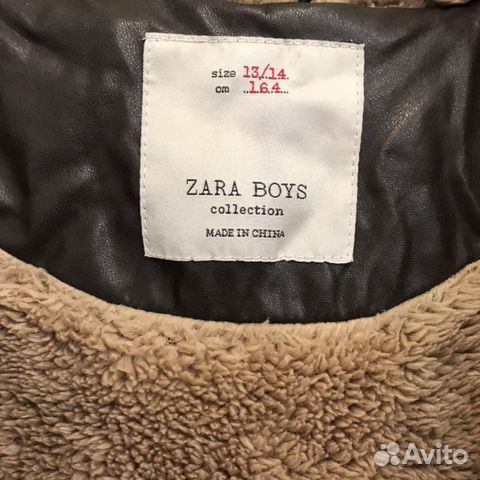 size 13/14
cm ..164...
ZARA BOYS
collection
MADE IN CHINA
Avito